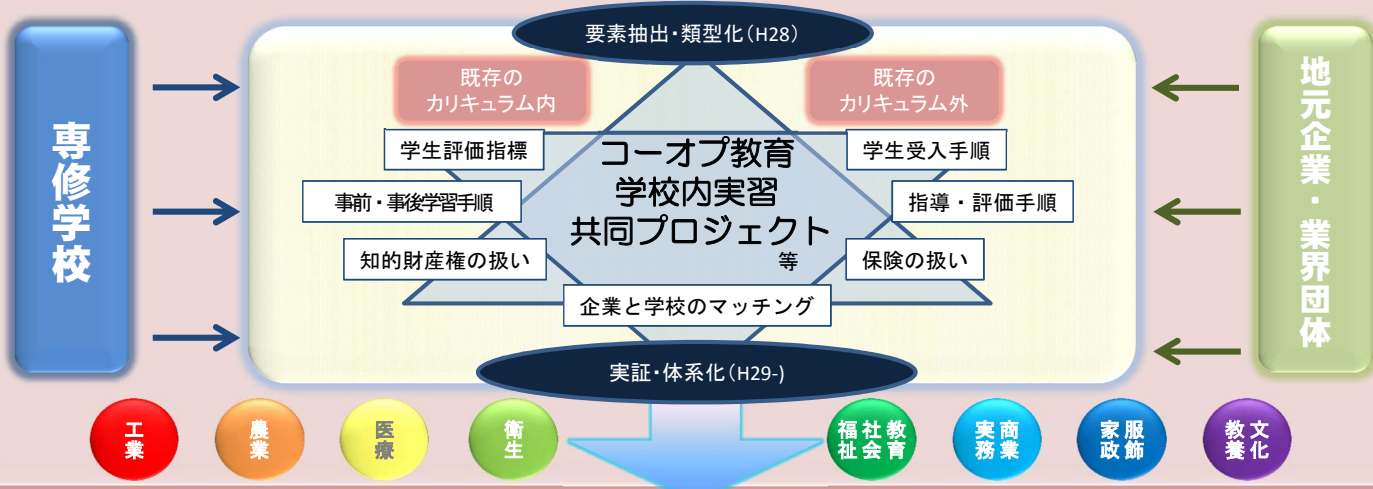 要素抽出・類型化(H28)
専修学校
既存の
カリキュラム内
既存の
カリキュラム外
地元企業・業界団体
学生評価指標
学生受入手順
コーオプ教育
学校内実習
共同プロジェクト
等
事前・事後学習手順
指導・評価手順
知的財産権の扱い
保険の扱い
企業と学校のマッチング
実証・体系化(H29-)
工業
農業
医療
衛生
教育
社会
福祉
商業
実務
服飾
家政
文化
教養